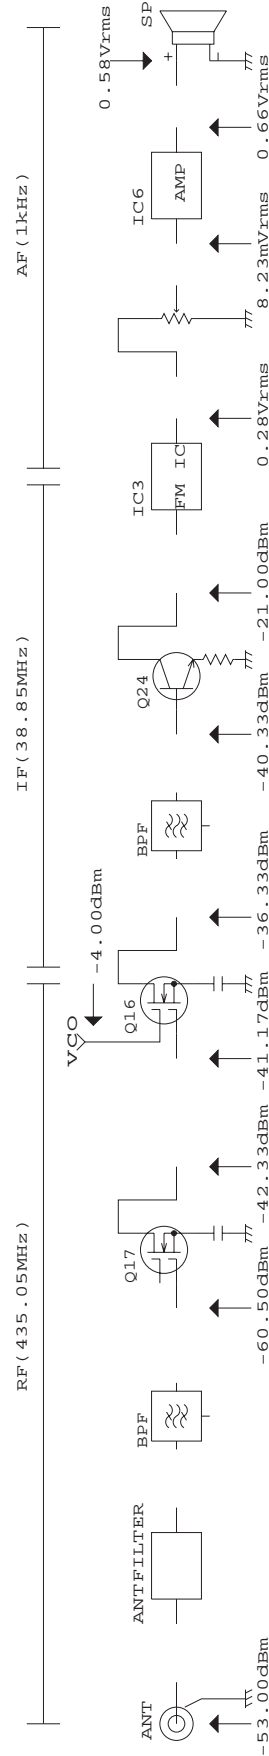 RF(435.05MHz)
IF(38.85MHz)
AF(1kHz)
ANT
ANTFILTER
BPF
Q17
VCO
-4.00dBm
Q16
BPF
Q24
IC3
FM IC
IC6
AMP
0.58Vrms
SP
+
-
-53.00dBm
-60.50dBm
-42.33dBm
-41.17dBm
-36.33dBm
-40.33dBm
-21.00dBm
0.28Vrms
8.23mVrms
0.66Vrms